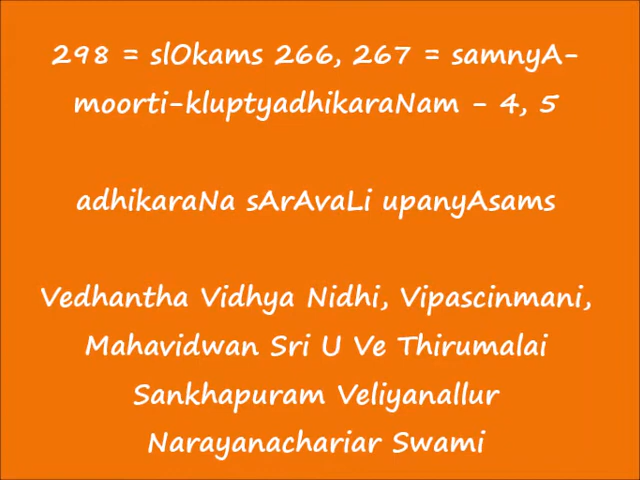 298 = slOkams 266, 267 = samnyA-
moorti-kluptyadhikaraNam - 4, 5
adhikaraNa sArAvaLi upanyAsams
Vedhantha Vidhya Nidhi, Vipascinmani,
Mahavidwan Sri U Ve Thirumalai
Sankhapuram Veliyanallur
Narayanachariar Swami